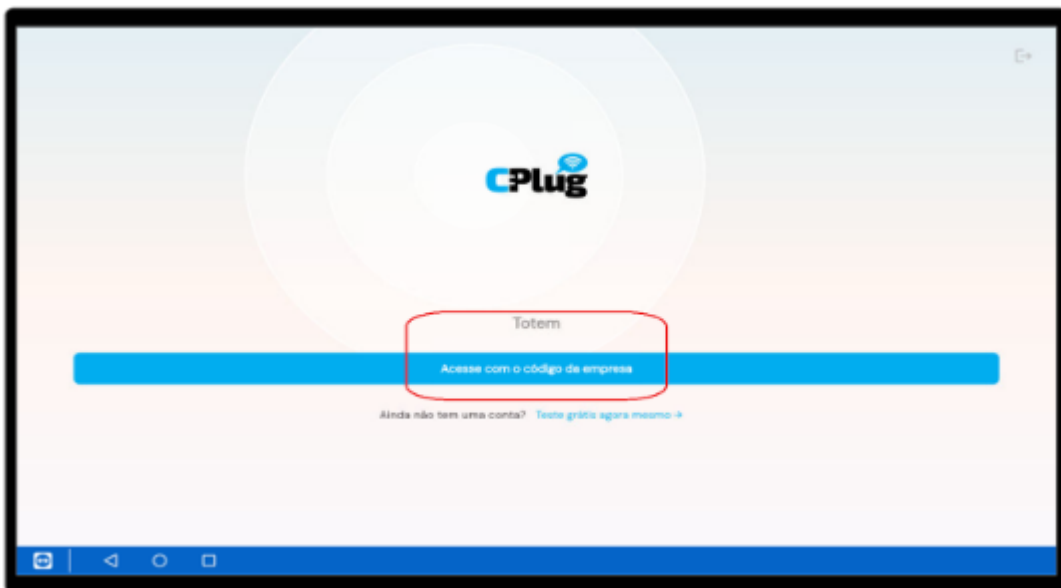 CPlug
Totem
Acesse com o código da empresa
Ainda não tem uma conta? Teste grátis agora mesmo →